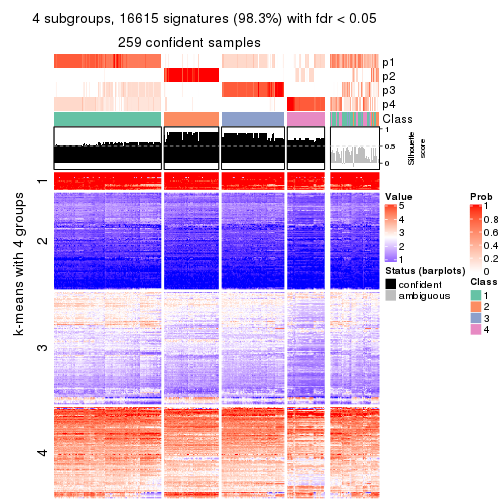 4 subgroups, 16615 signatures (98.3%) with fdr < 0.05
259 confident samples
p1
p2
p3
p4
Class
1
0.5
0
Silhouette
score
k-means with 4 groups
1
2
3
4
Value
5
4
3
2
1
Status (barplots)
confident
ambiguous
Prob
1
0.8
0.6
0.4
0.2
0
Class
1
2
3
4